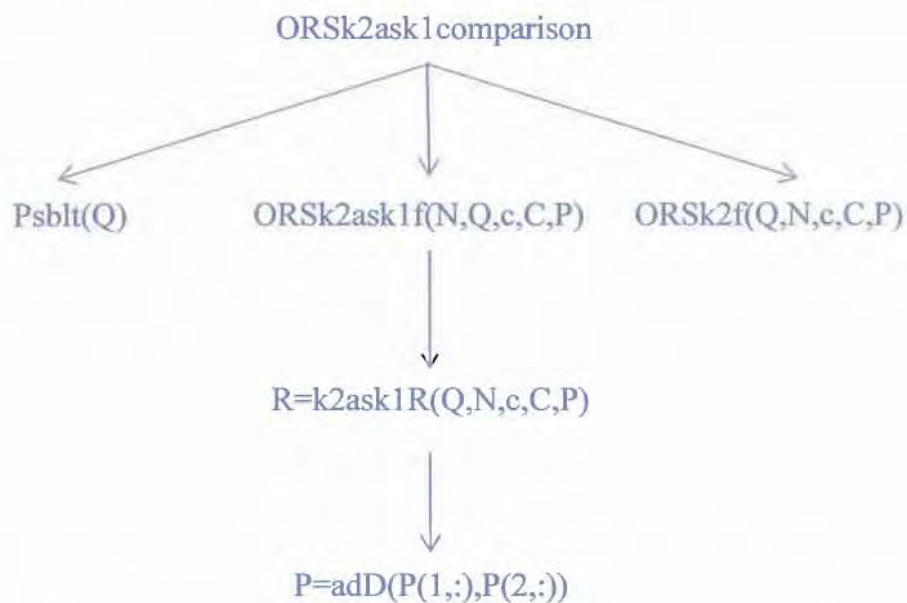 ORSk2ask1comparison
Psblt(Q) ORSk2ask1f(N,Q,c,C,P) ORSk2f(Q,N,c,C,P)
R=k2ask1R(Q,N,c,C,P)
P=adD(P(1,:),P(2,:))